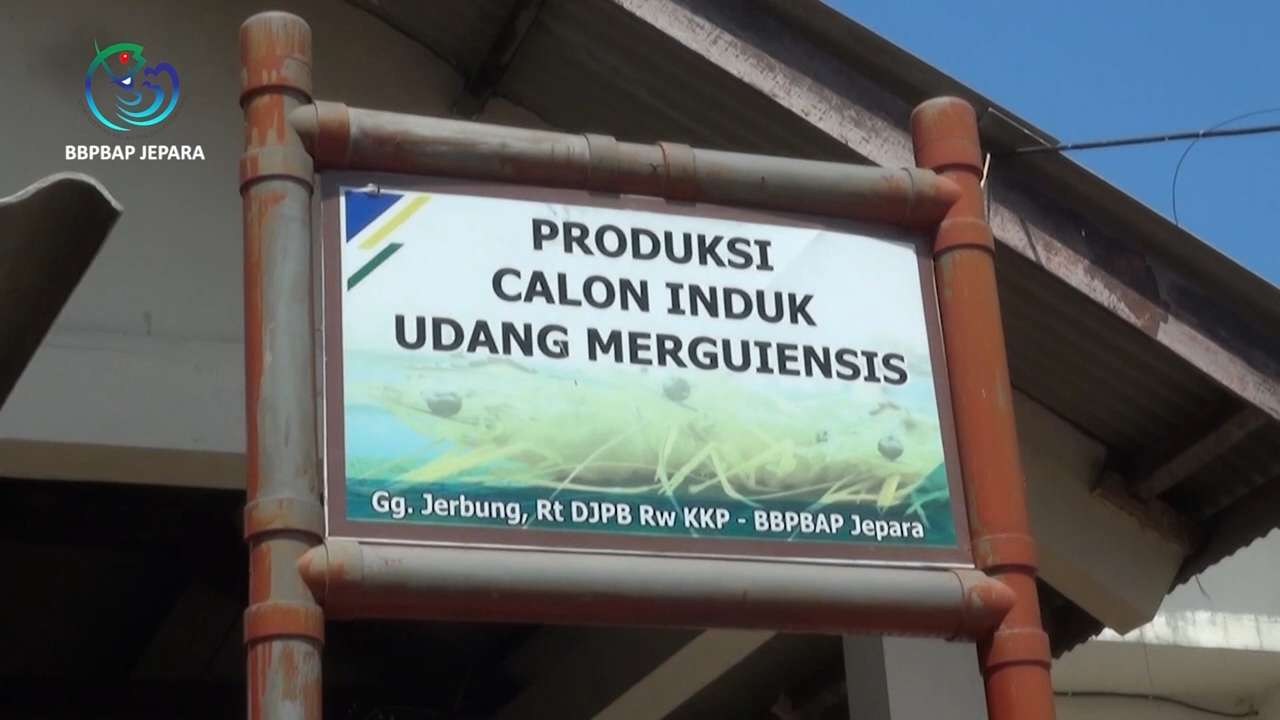 BBPBAP JEPARA
PRODUKSI
CALON INDUK
UDANG MERGUIENSIS
Gg. Jerbung, Rt DJPB Rw KKP - BBPBAP Jepara